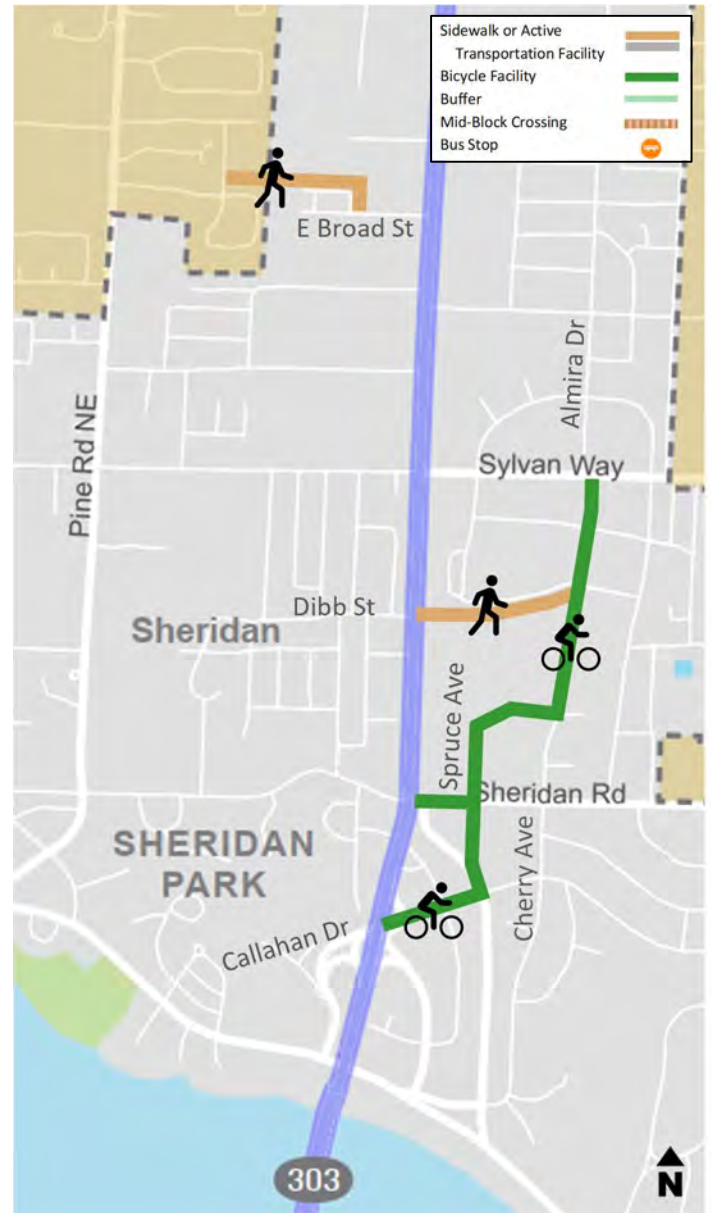 Sidewalk or Active
Transportation Facility
Bicycle Facility
Buffer
Mid-Block Crossing
Bus Stop
E Broad St
Almira Dr
Pine Rd NE
Sylvan Way
Dibb St
Sheridan
Spruce Ave
Sheridan Rd
SHERIDAN
PARK
Cherry Ave
Callahan Dr
303
N